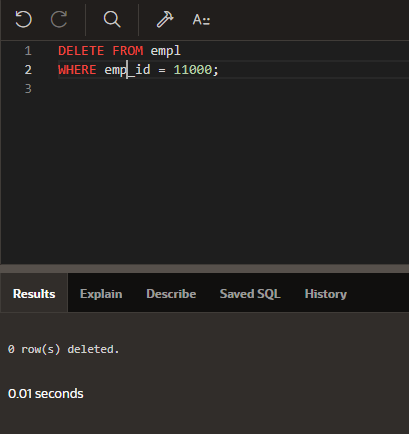 A::
1 DELETE FROM empl
2 WHERE emp_id = 11000;
3
Results Explain Describe Saved SQL History
0 row(s) deleted.
0.01 seconds